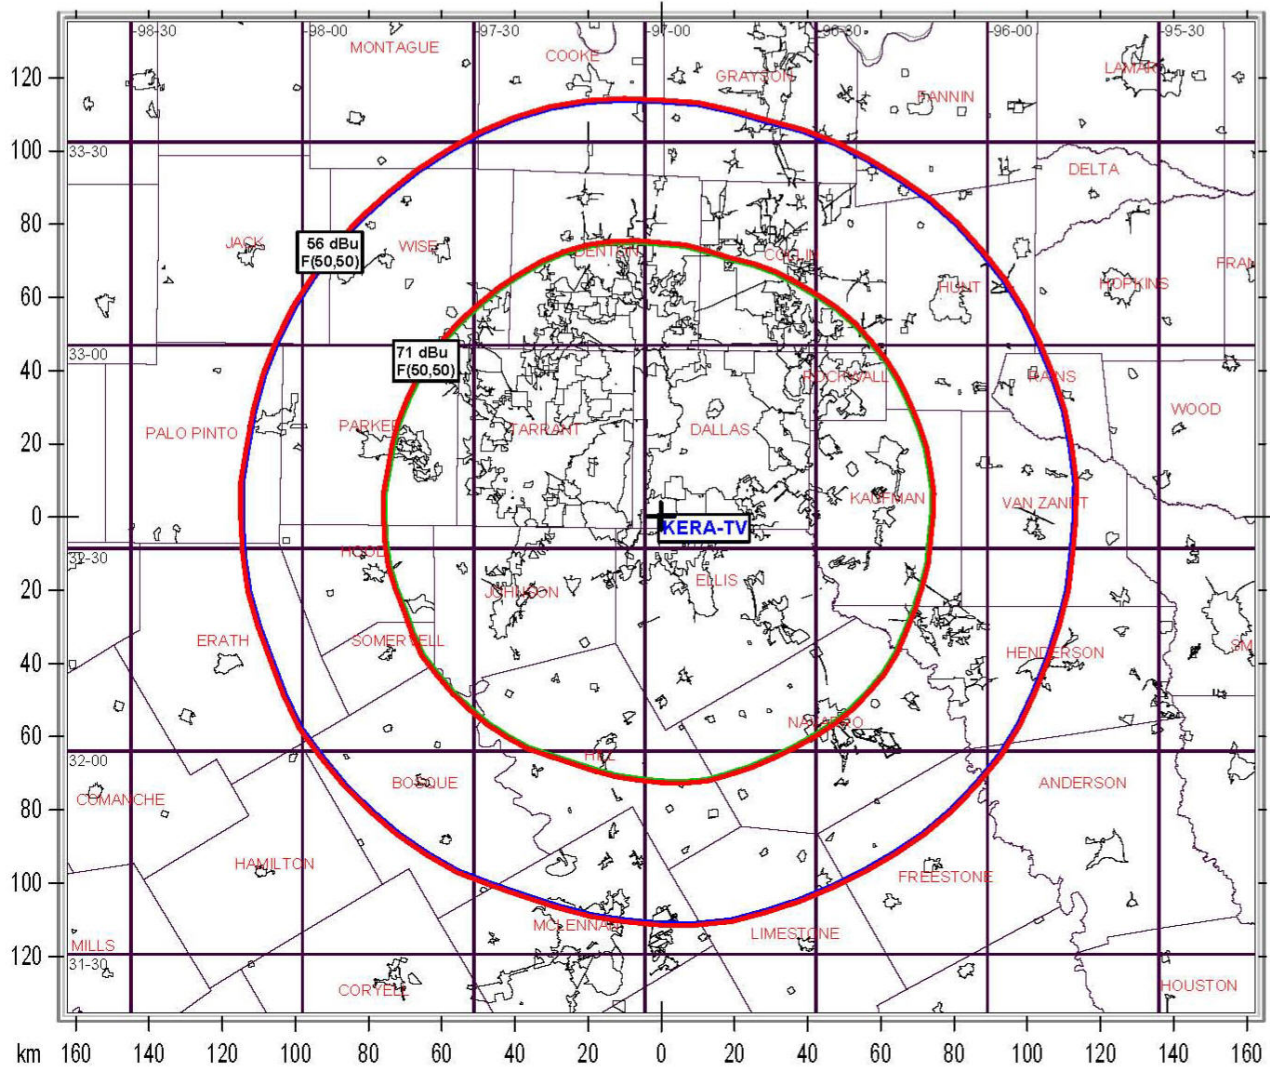 -98-30
-98-00
-97-30
-97-00
-96-30
-96-00
-95-30
MONTAGUE
COOKE
GRAYSON
LAMAR
120
FANNIN
100
33-30
DELTA
80
JACK
56 dBu
F(50,50)
WISE
DENTON
COLLIN
FRAN
60
HUNT
HOPKINS
33-00
71 dBu
F(50,50)
40
ROCKWALL
RAINS
WOOD
PALO PINTO
PARKER
TARRANT
DALLAS
20
KAUFMAN
VAN ZANDT
0
KERA-TV
HOOD
ELLIS
20
JOHNSON
ERATH
SOMERVELL
HENDERSON
SM
40
NAVARRO
60
HILL
32-00
BOSQUE
ANDERSON
COMANCHE
80
HAMILTON
FREESTONE
100
MCLENNAN
LIMESTONE
MILLS
120
31-30
CORYELL
HOUSTON
km
160
140
120
100
80
60
40
20
0
20
40
60
80
100
120
140
160